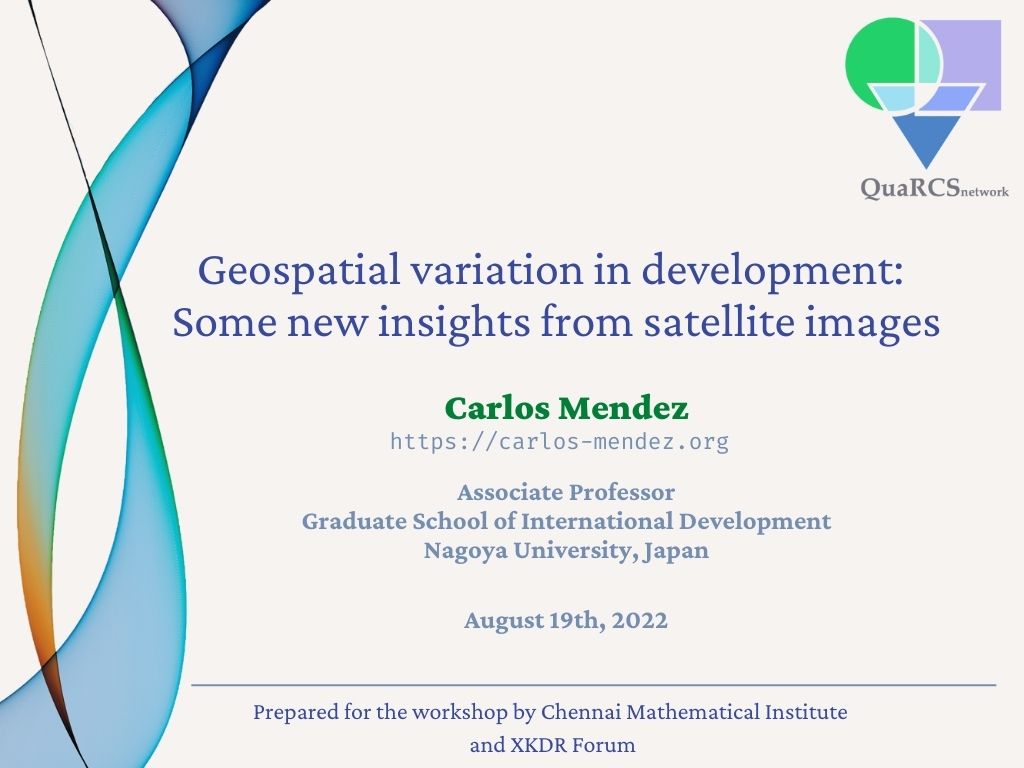 QuaRCSnetwork
Geospatial variation in development:
Some new insights from satellite images
Carlos Mendez
https://carlos-mendez.org
Associate Professor
Graduate School of International Development
Nagoya University, Japan
August 19th, 2022
Prepared for the workshop by Chennai Mathematical Institute
and XKDR Forum